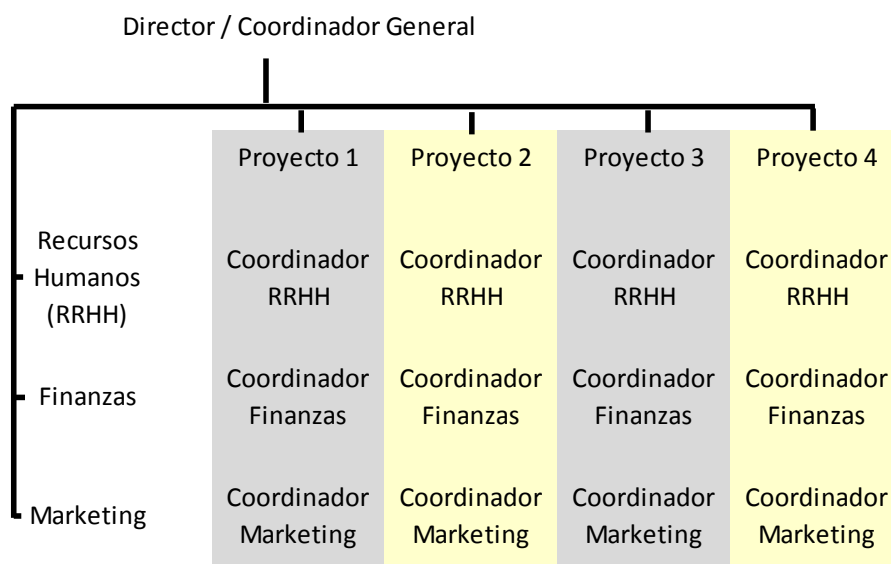 Director / Coordinador General
Proyecto 1
Proyecto 2
Proyecto 3
Proyecto 4
Recursos
Humanos
(RRHH)
Coordinador
RRHH
Coordinador
RRHH
Coordinador
RRHH
Coordinador
RRHH
Finanzas
Coordinador
Finanzas
Coordinador
Finanzas
Coordinador
Finanzas
Coordinador
Finanzas
Marketing
Coordinador
Marketing
Coordinador
Marketing
Coordinador
Marketing
Coordinador
Marketing